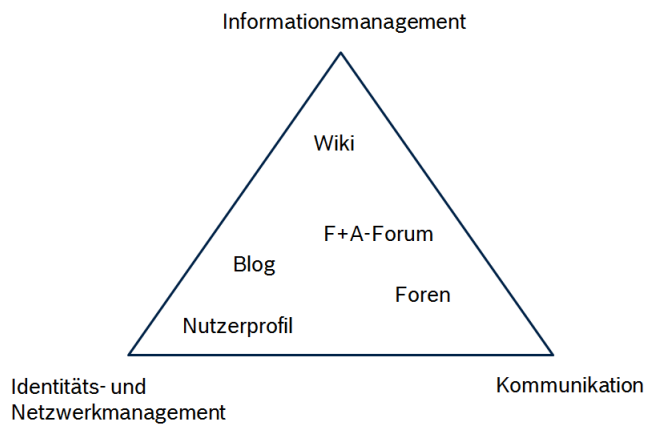 Informationsmanagement
Wiki
F+A-Forum
Blog
Foren
Nutzerprofil
Identitäts- und
Netzwerkmanagement
Kommunikation